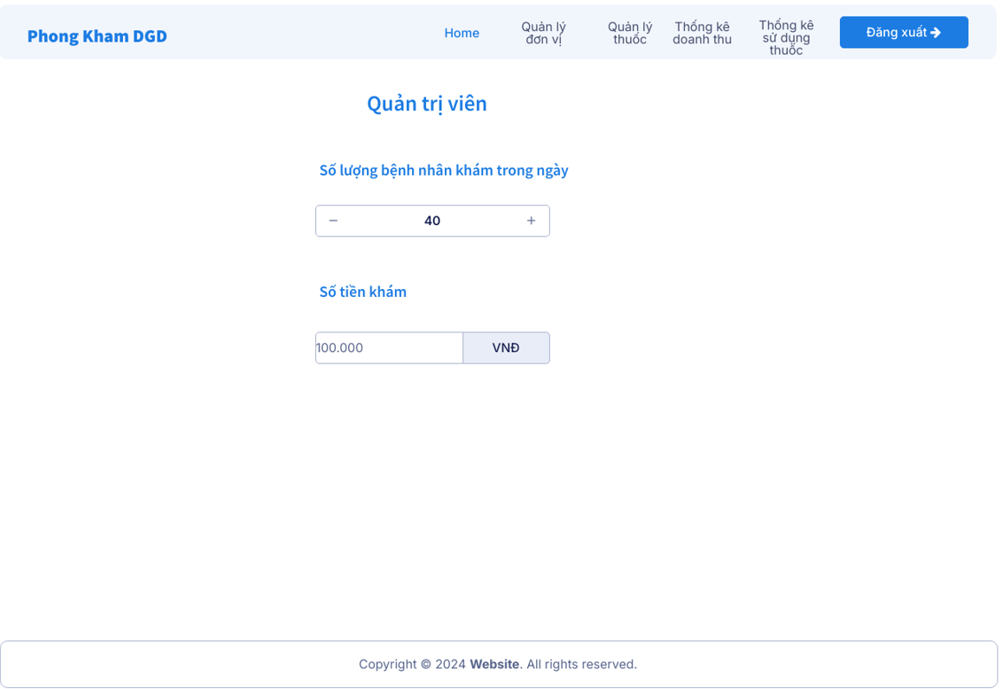 Phong Kham DGD
Home
Quản lý
đơn vị
Quản lý
thuốc
Thống kê
doanh thu
Thống kê
sử dụng
thuốc
Đăng xuất
Quản trị viên
Số lượng bệnh nhân khám trong ngày
− 40 +
Số tiền khám
100.000 VNĐ
Copyright © 2024 Website. All rights reserved.